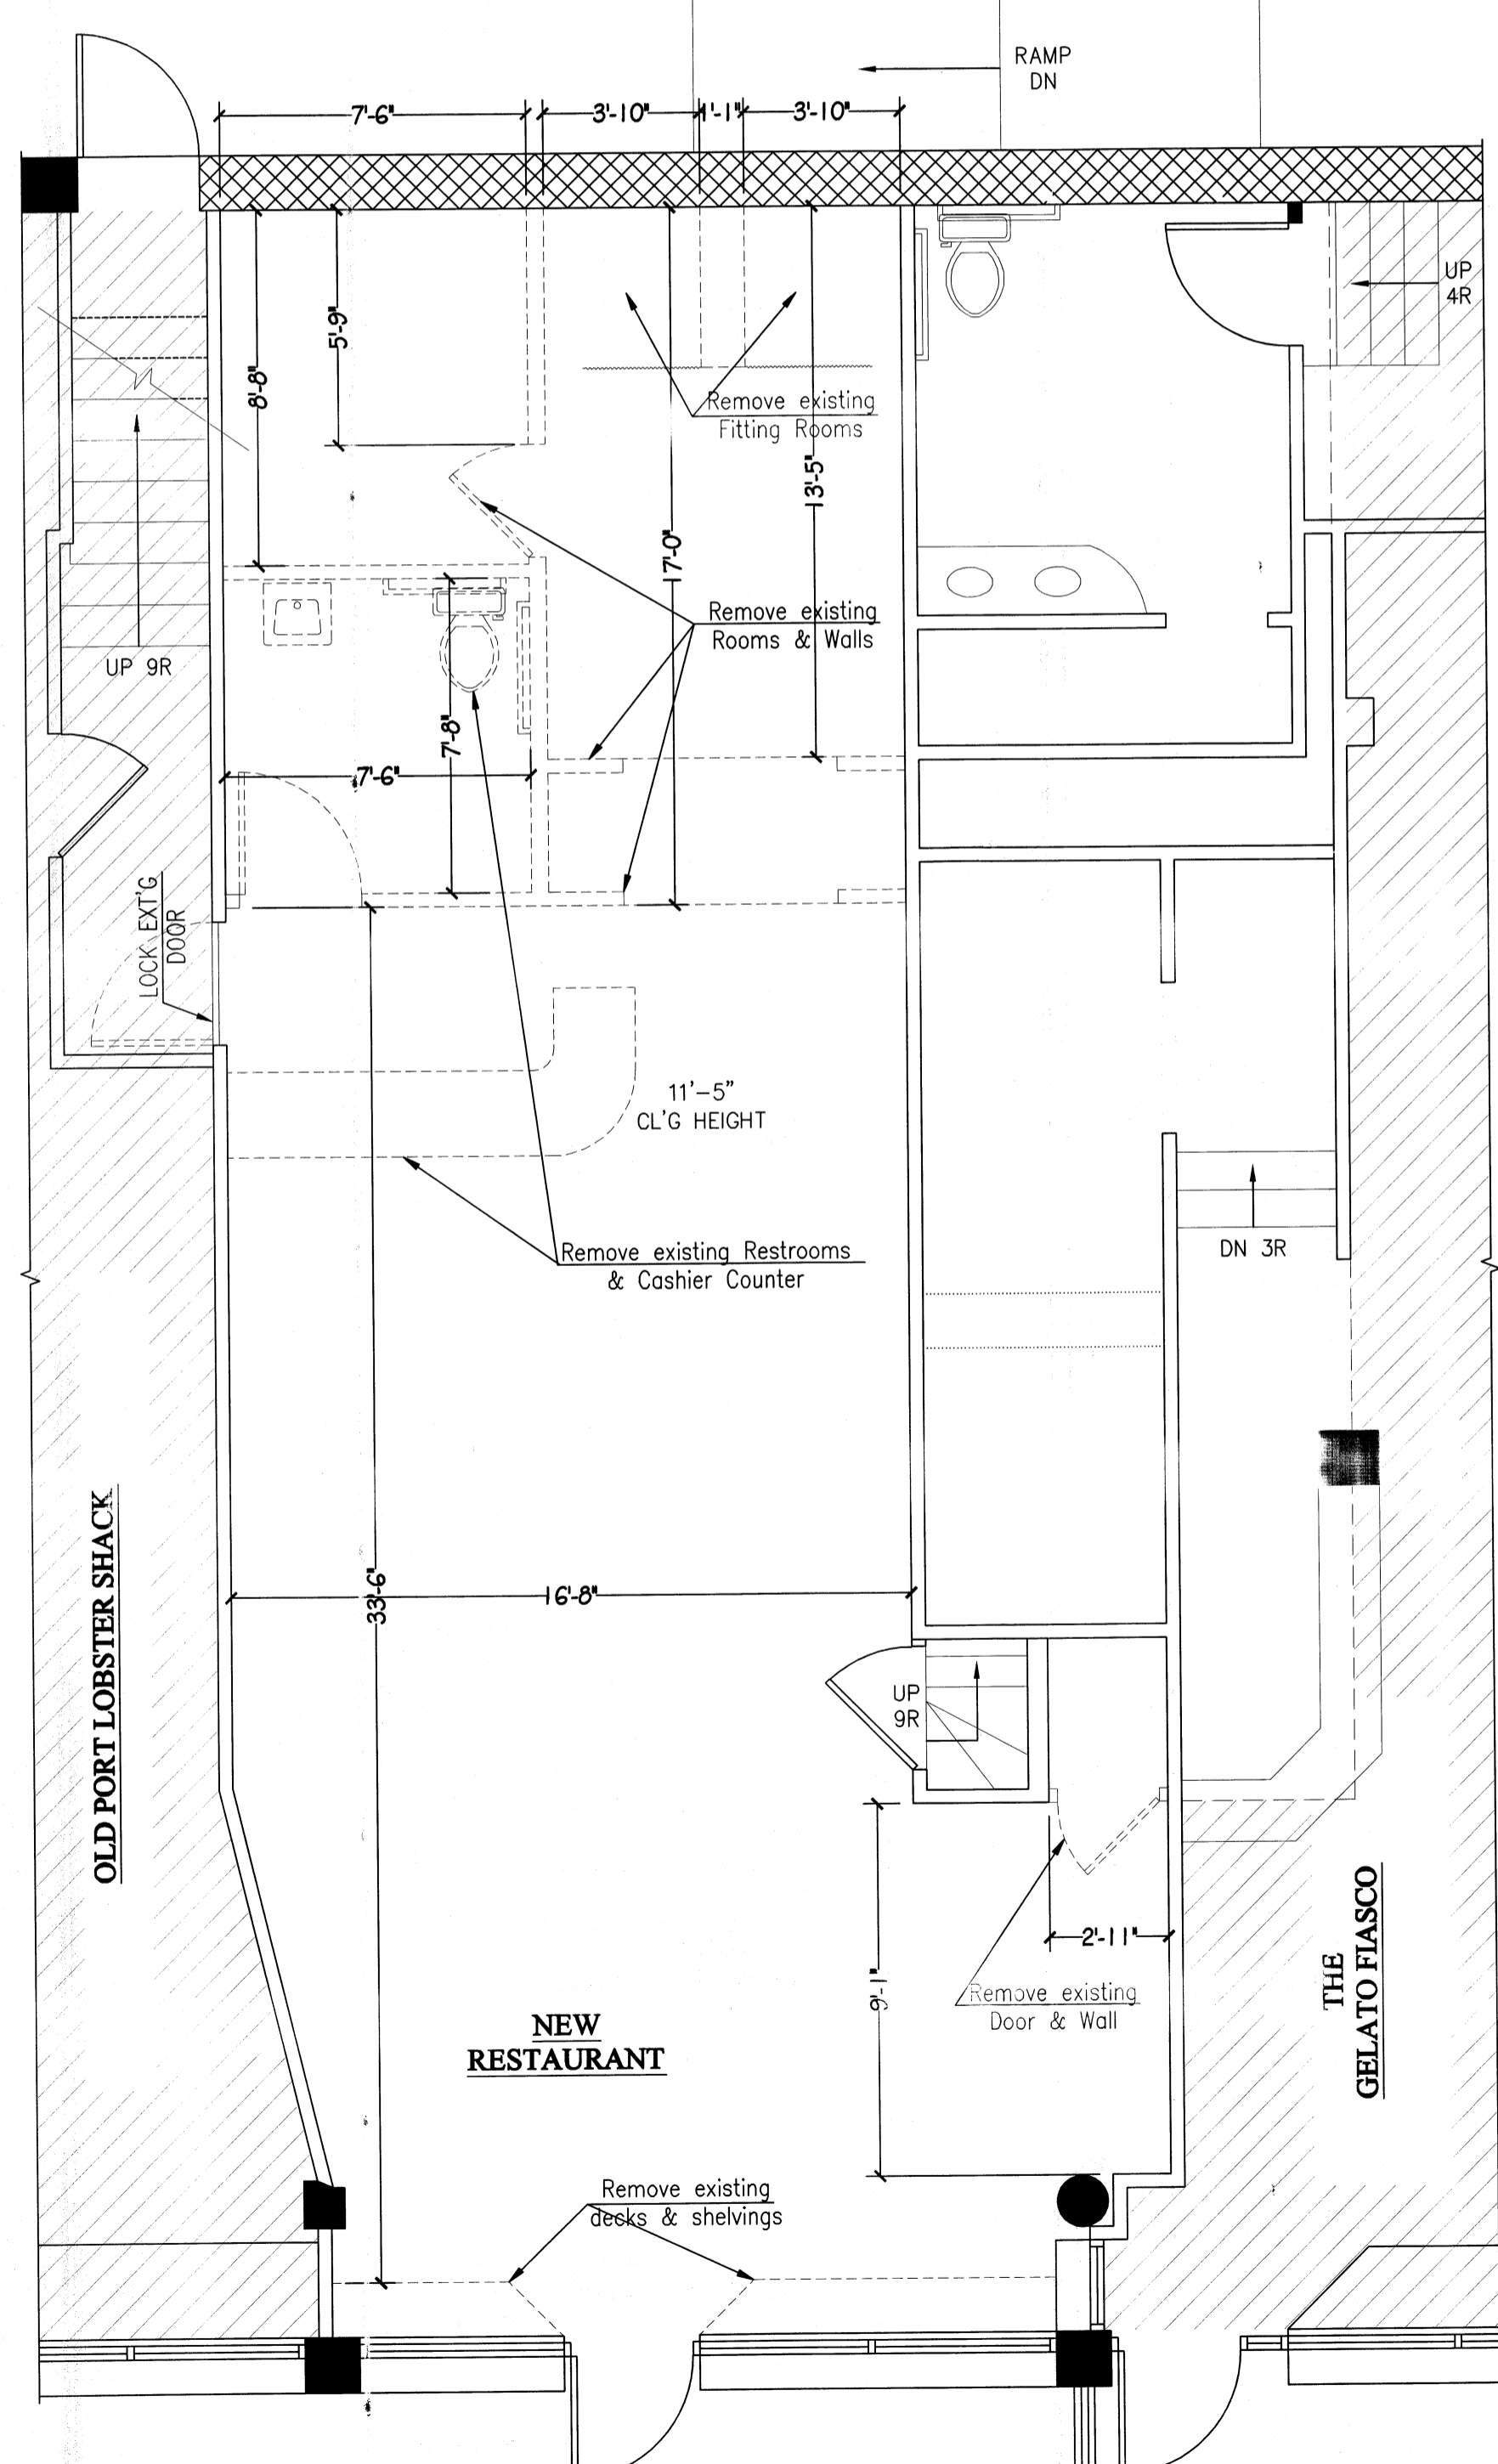 RAMP
DN
7'-6"
3'-10"
1'-1"
3'-10"
UP
4R
5'-9"
8'-8"
Remove existing
Fitting Rooms
13'-5"
17'-0"
Remove existing
Rooms & Walls
UP 9R
7'-8"
7'-6"
LOCK EXT'G
DOOR
11'-5"
CL'G HEIGHT
Remove existing Restrooms
& Cashier Counter
DN 3R
OLD PORT LOBSTER SHACK
33'-6"
16'-8"
UP
9R
2'-11"
9'-1"
Remove existing
Door & Wall
THE
GELATO FIASCO
NEW
RESTAURANT
Remove existing
decks & shelvings